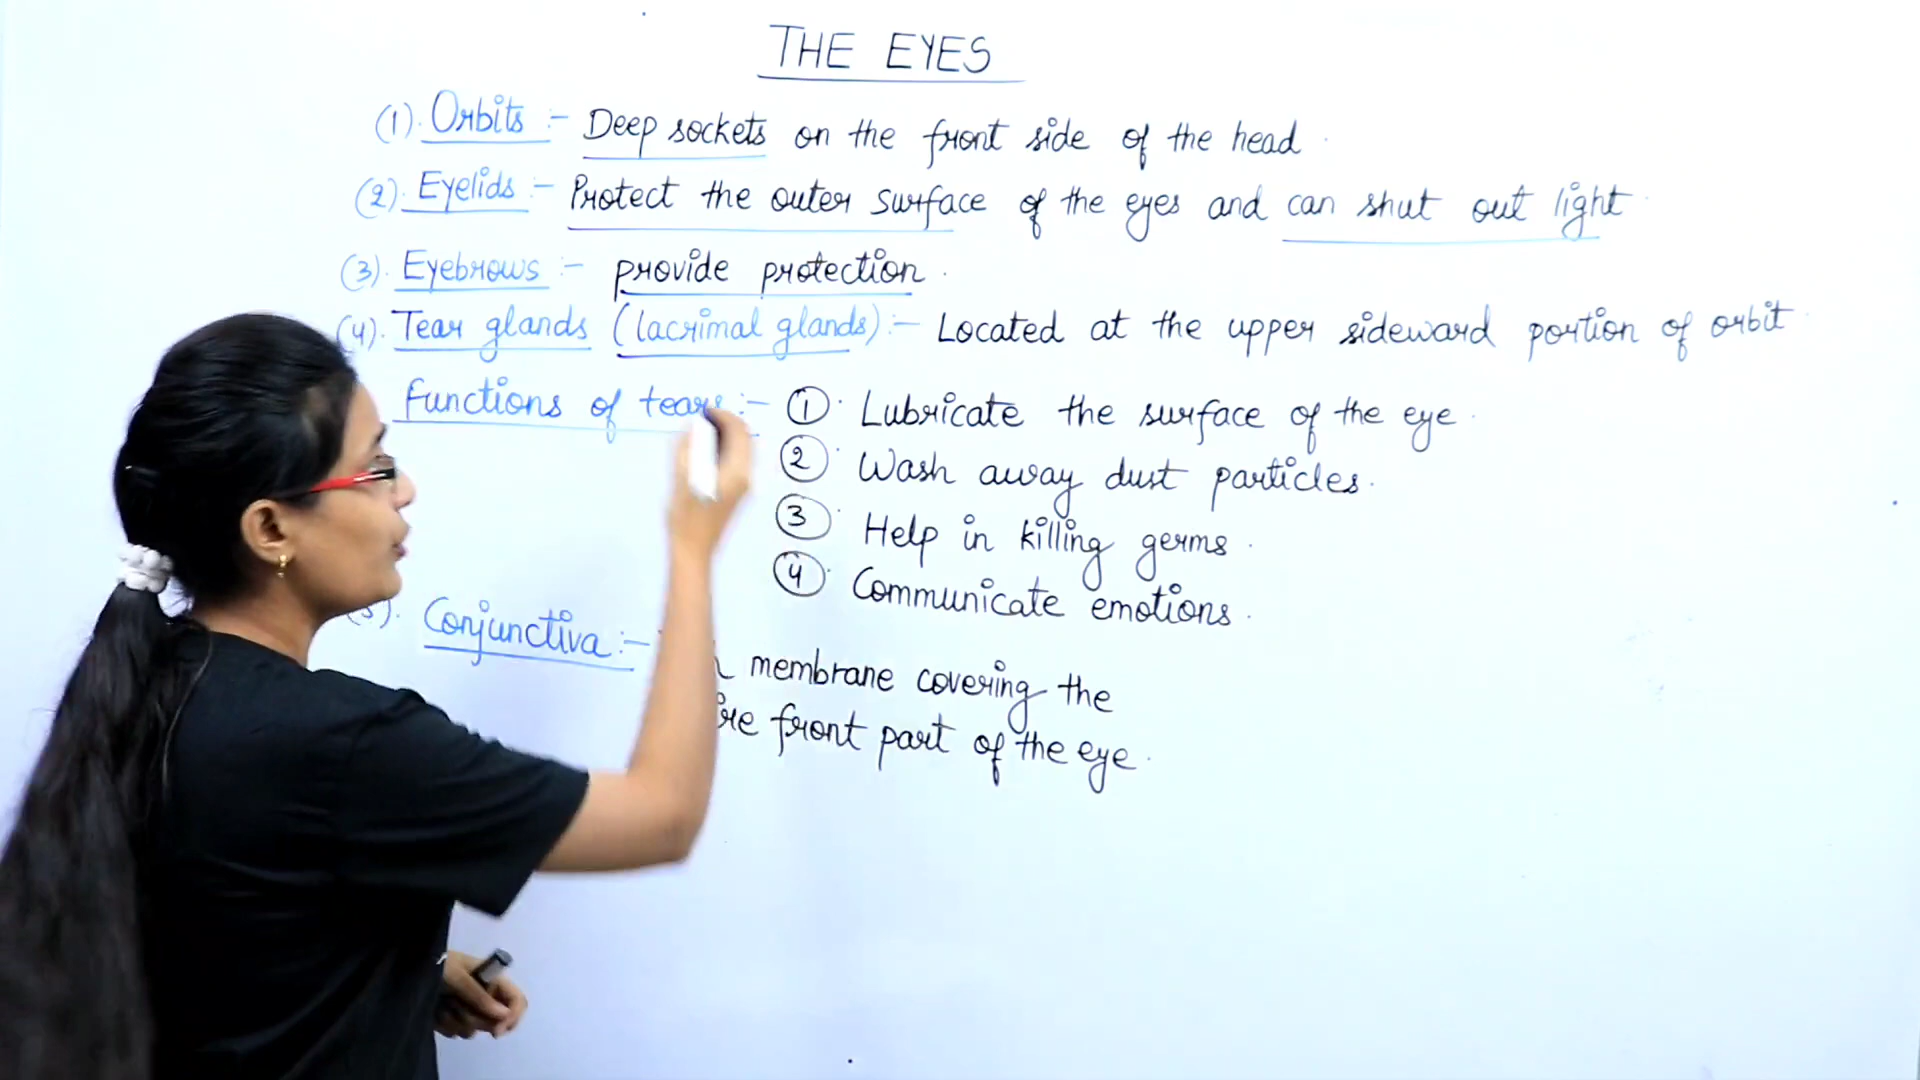 THE EYES
(1). Orbits :- Deep sockets on the front side of the head.
(2). Eyelids :- Protect the outer surface of the eyes and can shut out light.
(3). Eyebrows :- provide protection.
(4). Tear glands (lacrimal glands) :- Located at the upper sideward portion of orbit.
functions of tears :- 1. Lubricate the surface of the eye.
2. Wash away dust particles.
3. Help in killing germs.
4. Communicate emotions.
Conjunctiva :- membrane covering the
front part of the eye.